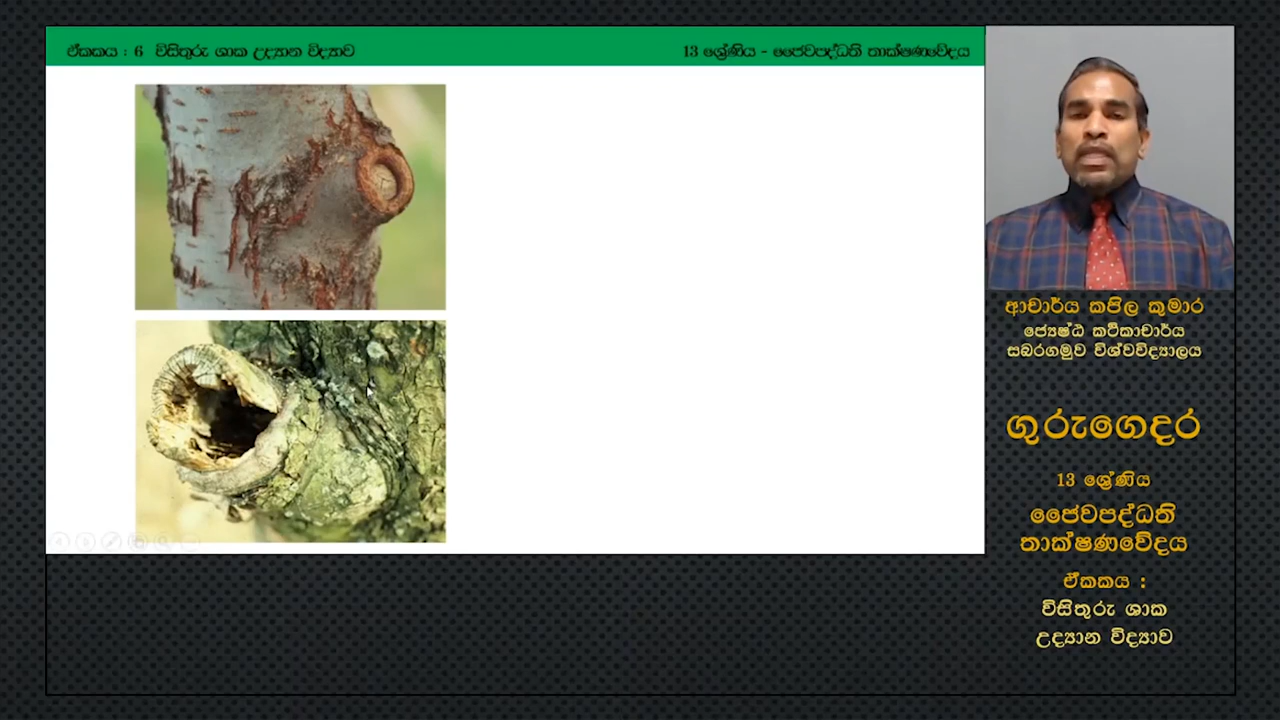 ඒකකය : 6 විසිතුරු ශාක උද්‍යාන විද්‍යාව
13 ශ්‍රේණිය - ජෛවපද්ධති තාක්ෂණවේදය
ආචාර්ය කපිල කුමාර
ජ්‍යෙෂ්ඨ කථිකාචාර්ය
සබරගමුව විශ්වවිද්‍යාලය
ගුරුගෙදර
13 ශ්‍රේණිය
ජෛවපද්ධති
තාක්ෂණවේදය
ඒකකය :
විසිතුරු ශාක
උද්‍යාන විද්‍යාව